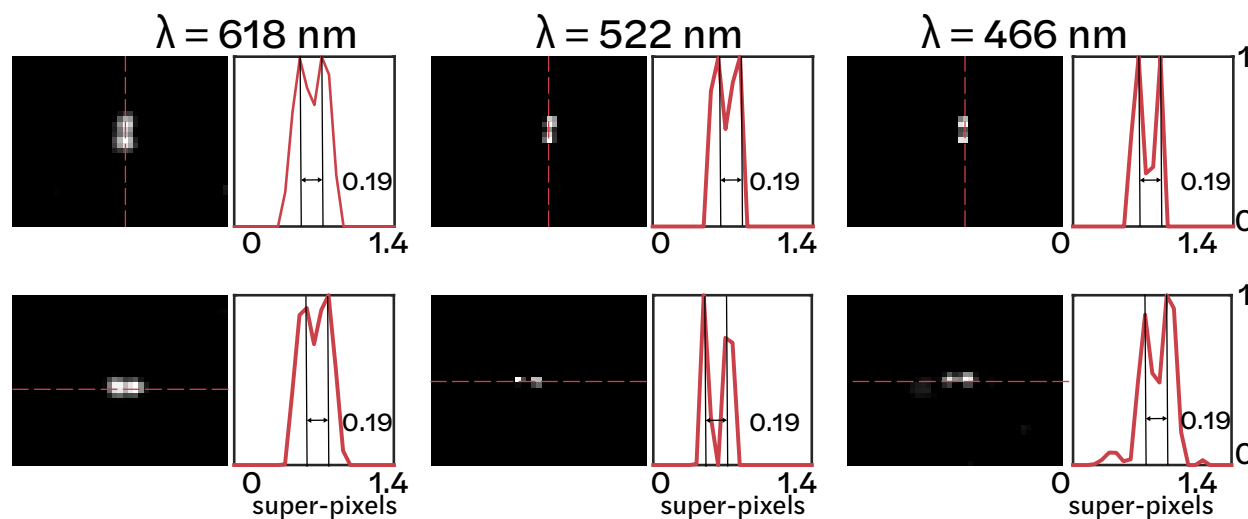 λ = 618 nm λ = 522 nm λ = 466 nm
1
0.19 0.19 0.19
0
0 1.4 0 1.4 0 1.4
1
0.19 0.19 0.19
0
0 1.4 0 1.4 0 1.4
super-pixels super-pixels super-pixels